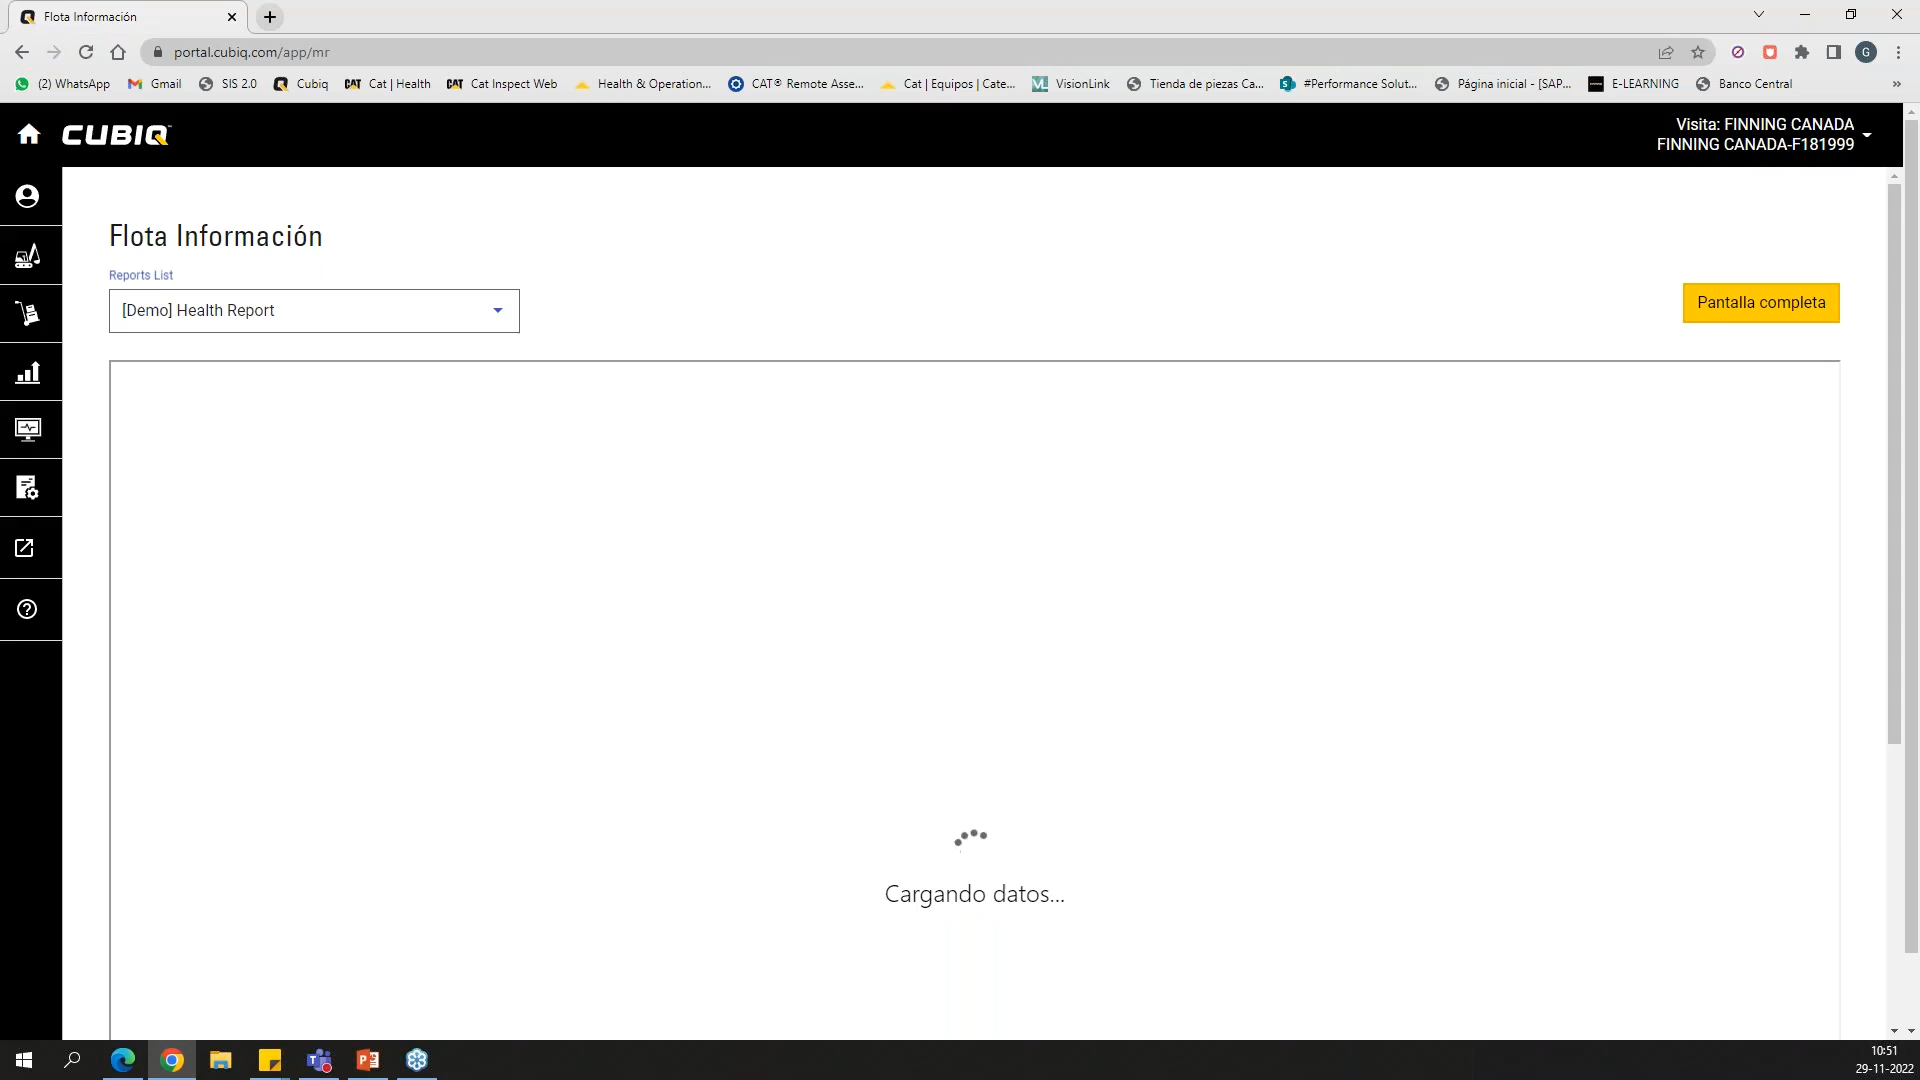 Flota Información
portal.cubiq.com/app/mr
G
(2) WhatsApp
Gmail
SIS 2.0
Cubiq
CAT Cat | Health
CAT Cat Inspect Web
Health & Operation...
CAT® Remote Asse...
Cat | Equipos | Cate...
VisionLink
Tienda de piezas Ca...
#Performance Solut...
Página inicial - [SAP...
E-LEARNING
Banco Central
»
CUBIQ™
Visita: FINNING CANADA
FINNING CANADA-F181999
Flota Información
Reports List
[Demo] Health Report
Pantalla completa
Cargando datos...
10:51
29-11-2022